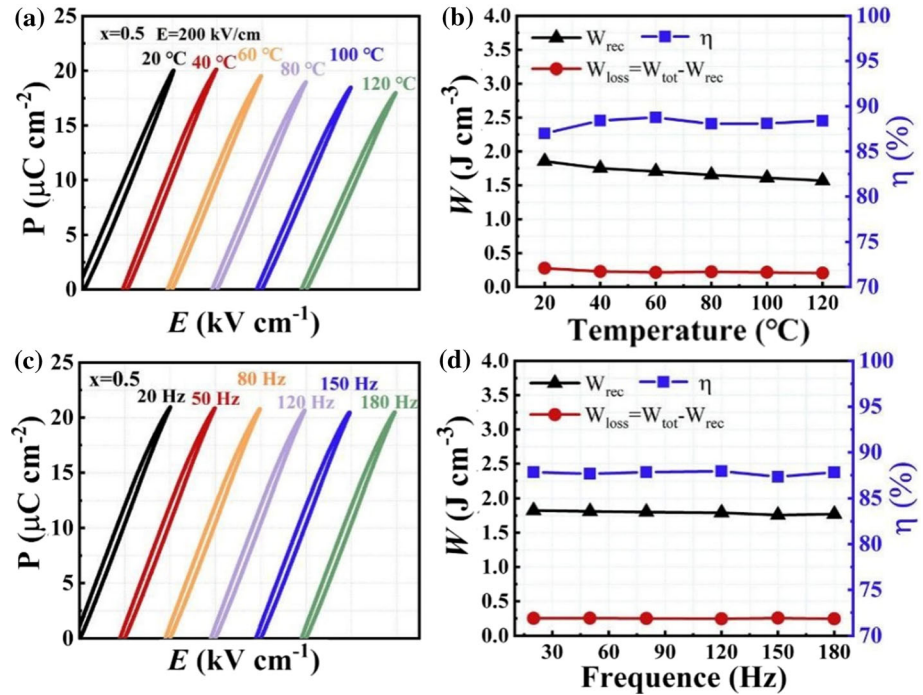 (a)
x=0.5 E=200 kV/cm
20 ℃
40 ℃
60 ℃
80 ℃
100 ℃
120 ℃
25
20
15
10
5
0
P (μC cm⁻²)
E (kV cm⁻¹)
(b)
W_rec
η
W_loss=W_tot-W_rec
4.0
3.5
3.0
2.5
2.0
1.5
1.0
0.5
0.0
W (J cm⁻³)
100
95
90
85
80
75
70
η (%)
20 40 60 80 100 120
Temperature (℃)
(c)
x=0.5
20 Hz
50 Hz
80 Hz
120 Hz
150 Hz
180 Hz
25
20
15
10
5
0
P (μC cm⁻²)
E (kV cm⁻¹)
(d)
W_rec
η
W_loss=W_tot-W_rec
4.0
3.5
3.0
2.5
2.0
1.5
1.0
0.5
0.0
W (J cm⁻³)
100
95
90
85
80
75
70
η (%)
30 60 90 120 150 180
Frequence (Hz)